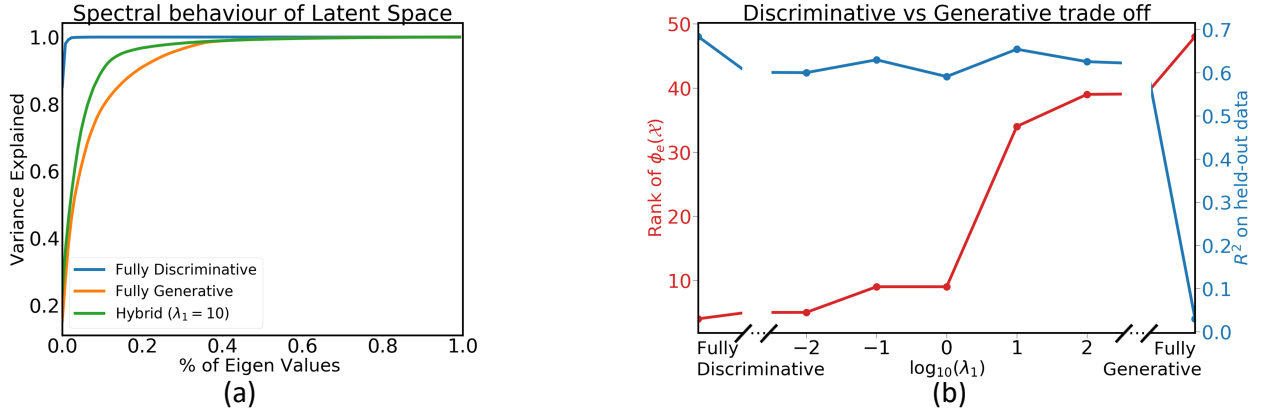 Spectral behaviour of Latent Space
Variance Explained
1.0
0.8
0.6
0.4
0.2
Fully Discriminative
Fully Generative
Hybrid (λ₁ = 10)
0.0 0.2 0.4 0.6 0.8 1.0
% of Eigen Values
(a)
Discriminative vs Generative trade off
Rank of ϕₑ(𝒳)
50
40
30
20
10
0.7
0.6
0.5
0.4
0.3
0.2
0.1
0.0
R² on held-out data
Fully
Discriminative
... −2 −1 0 1 2 ...
Fully
Generative
log₁₀(λ₁)
(b)